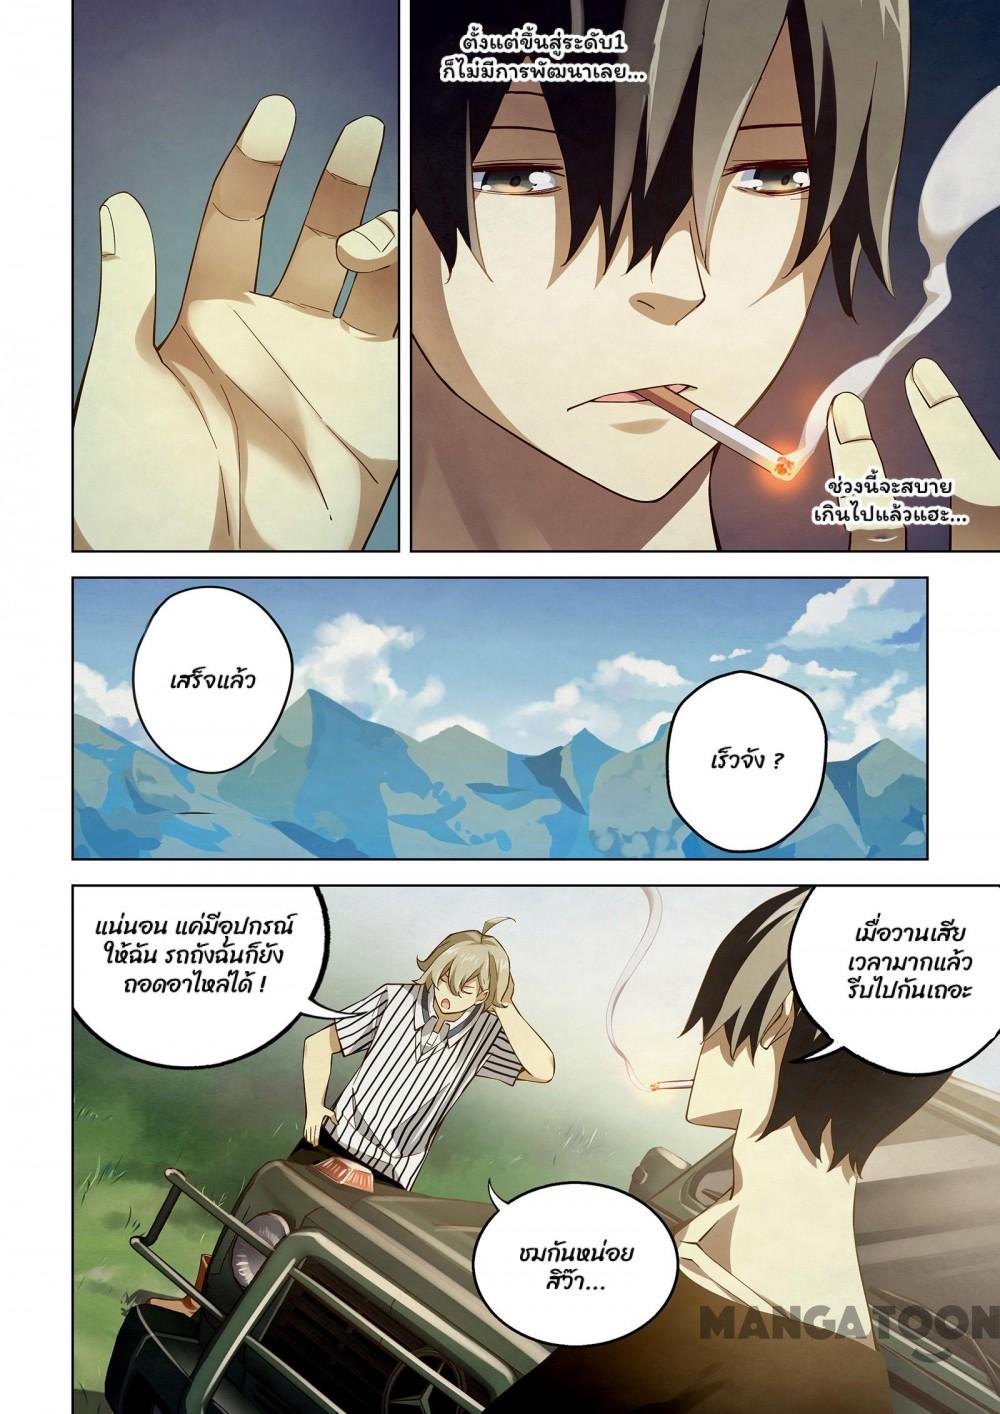 ตั้งแต่ขึ้นสู่ระดับ1
ก็ไม่มีการพัฒนาเลย...
ช่วงนี้จะสบาย
เกินไปแล้วแฮะ...
เสร็จแล้ว
เร็วจัง ?
แน่นอน แค่มีอุปกรณ์
ให้ฉัน รถถังฉันก็ยัง
ถอดอาไหล่ได้ !
เมื่อวานเสีย
เวลามากแล้ว
รีบไปกันเถอะ
ชมกันหน่อย
สิว๊า...
MANGATOON